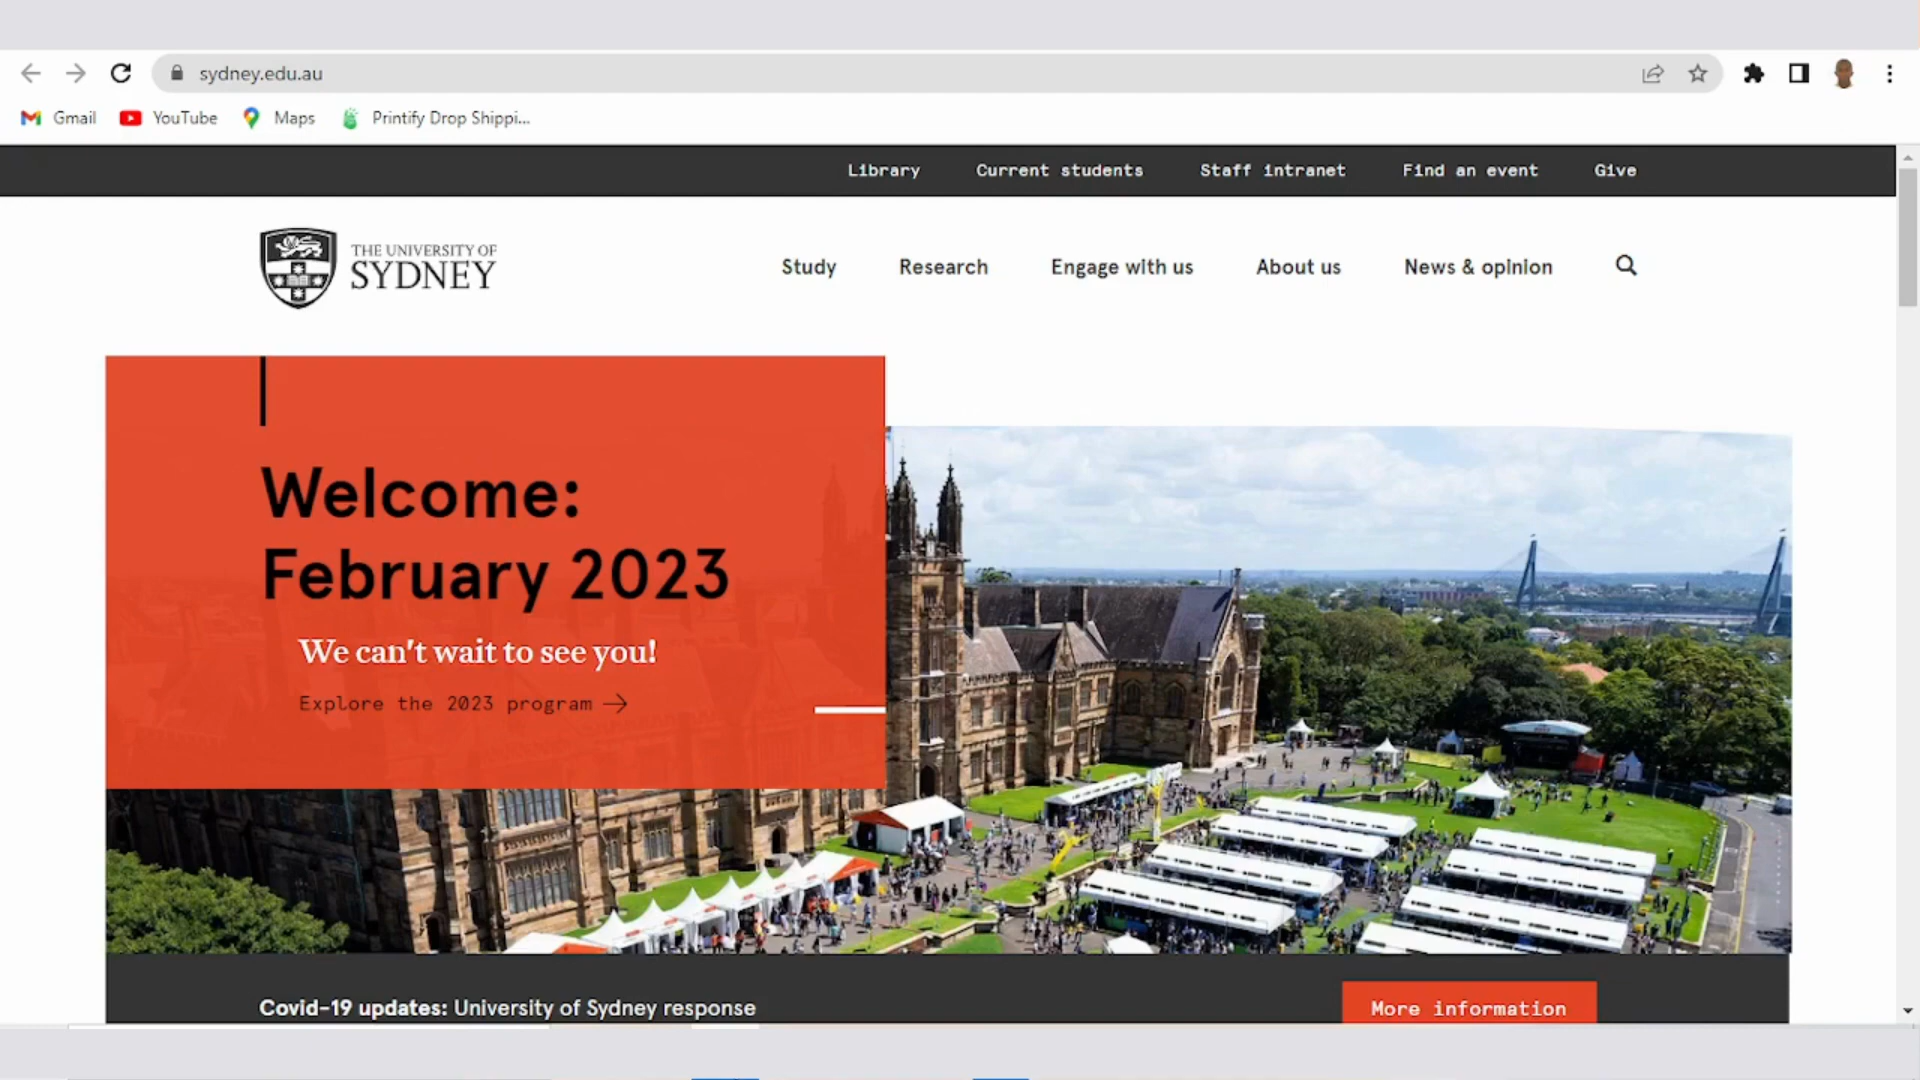 sydney.edu.au
Gmail YouTube Maps Printify Drop Shippi...
Library Current students Staff intranet Find an event Give
THE UNIVERSITY OF
SYDNEY
Study Research Engage with us About us News & opinion
Welcome:
February 2023
We can't wait to see you!
Explore the 2023 program
Covid-19 updates: University of Sydney response
More information